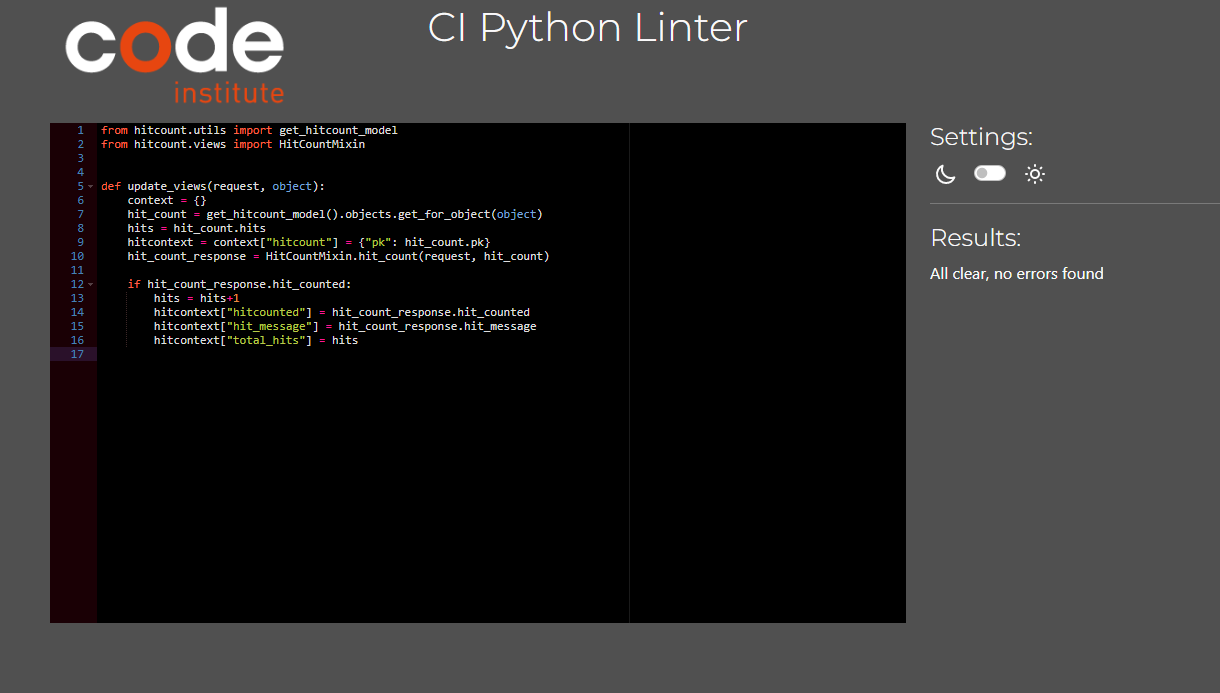 code
institute
CI Python Linter
1 from hitcount.utils import get_hitcount_model
2 from hitcount.views import HitCountMixin
3
4
5 def update_views(request, object):
6     context = {}
7     hit_count = get_hitcount_model().objects.get_for_object(object)
8     hits = hit_count.hits
9     hitcontext = context["hitcount"] = {"pk": hit_count.pk}
10     hit_count_response = HitCountMixin.hit_count(request, hit_count)
11
12     if hit_count_response.hit_counted:
13         hits = hits+1
14         hitcontext["hitcounted"] = hit_count_response.hit_counted
15         hitcontext["hit_message"] = hit_count_response.hit_message
16         hitcontext["total_hits"] = hits
17
Settings:
Results:
All clear, no errors found